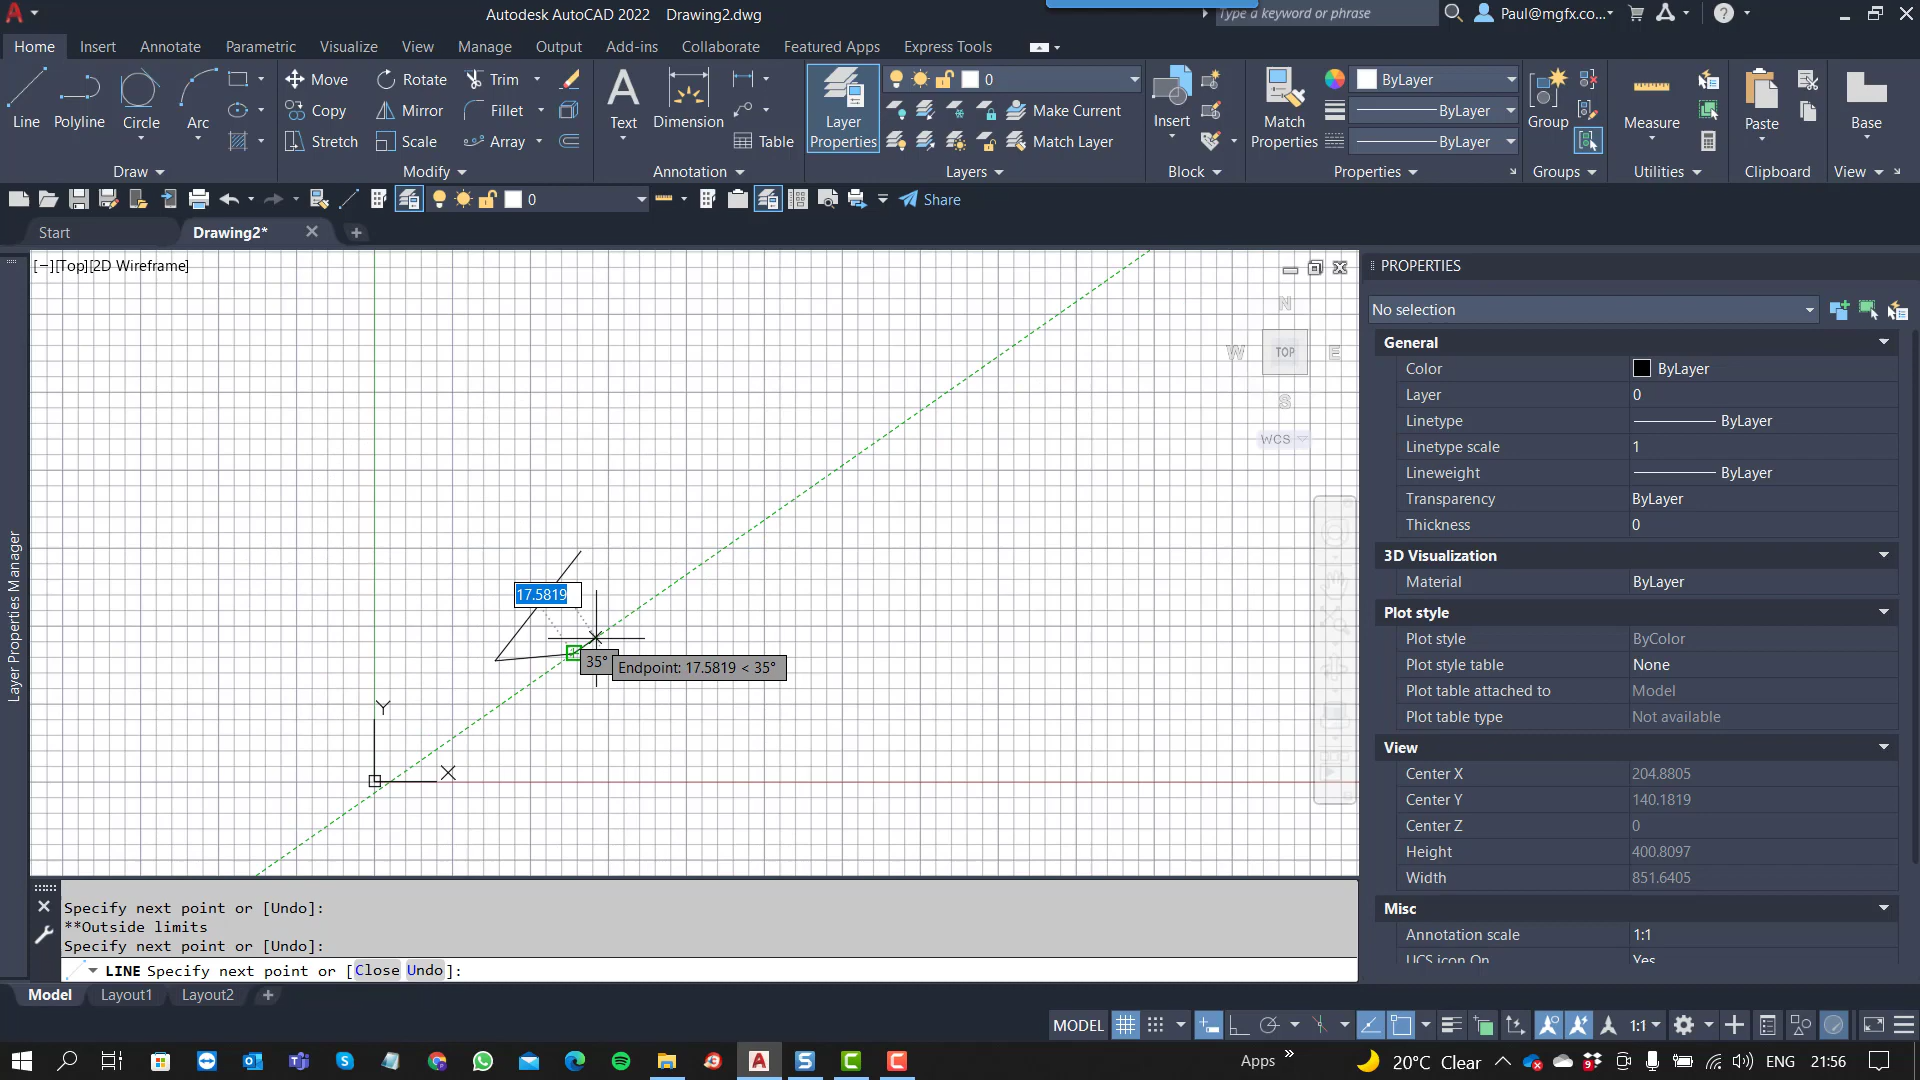 Autodesk AutoCAD 2022 Drawing2.dwg
Type a keyword or phrase
Paul@mgfx.co...
Home Insert Annotate Parametric Visualize View Manage Output Add-ins Collaborate Featured Apps Express Tools
Line Polyline Circle Arc
Move Rotate Trim
Copy Mirror Fillet
Stretch Scale Array
Text Dimension Table
Layer Properties
0
Make Current
Match Layer
Insert
Match Properties
ByLayer
ByLayer
ByLayer
Group Measure Paste Base
Draw Modify Annotation Layers Block Properties Groups Utilities Clipboard View
0 Share
Start Drawing2*
[−][Top][2D Wireframe]
N
W TOP E
S
WCS
Layer Properties Manager
17.5819
35° Endpoint: 17.5819 < 35°
Y
X
PROPERTIES
No selection
General
Color ByLayer
Layer 0
Linetype ByLayer
Linetype scale 1
Lineweight ByLayer
Transparency ByLayer
Thickness 0
3D Visualization
Material ByLayer
Plot style
Plot style ByColor
Plot style table None
Plot table attached to Model
Plot table type Not available
View
Center X 204.8805
Center Y 140.1819
Center Z 0
Height 400.8097
Width 851.6405
Misc
Annotation scale 1:1
UCS icon On Yes
Specify next point or [Undo]:
**Outside limits
Specify next point or [Undo]:
LINE Specify next point or [Close Undo]:
Model Layout1 Layout2
MODEL 1:1
Apps 20°C Clear ENG 21:56